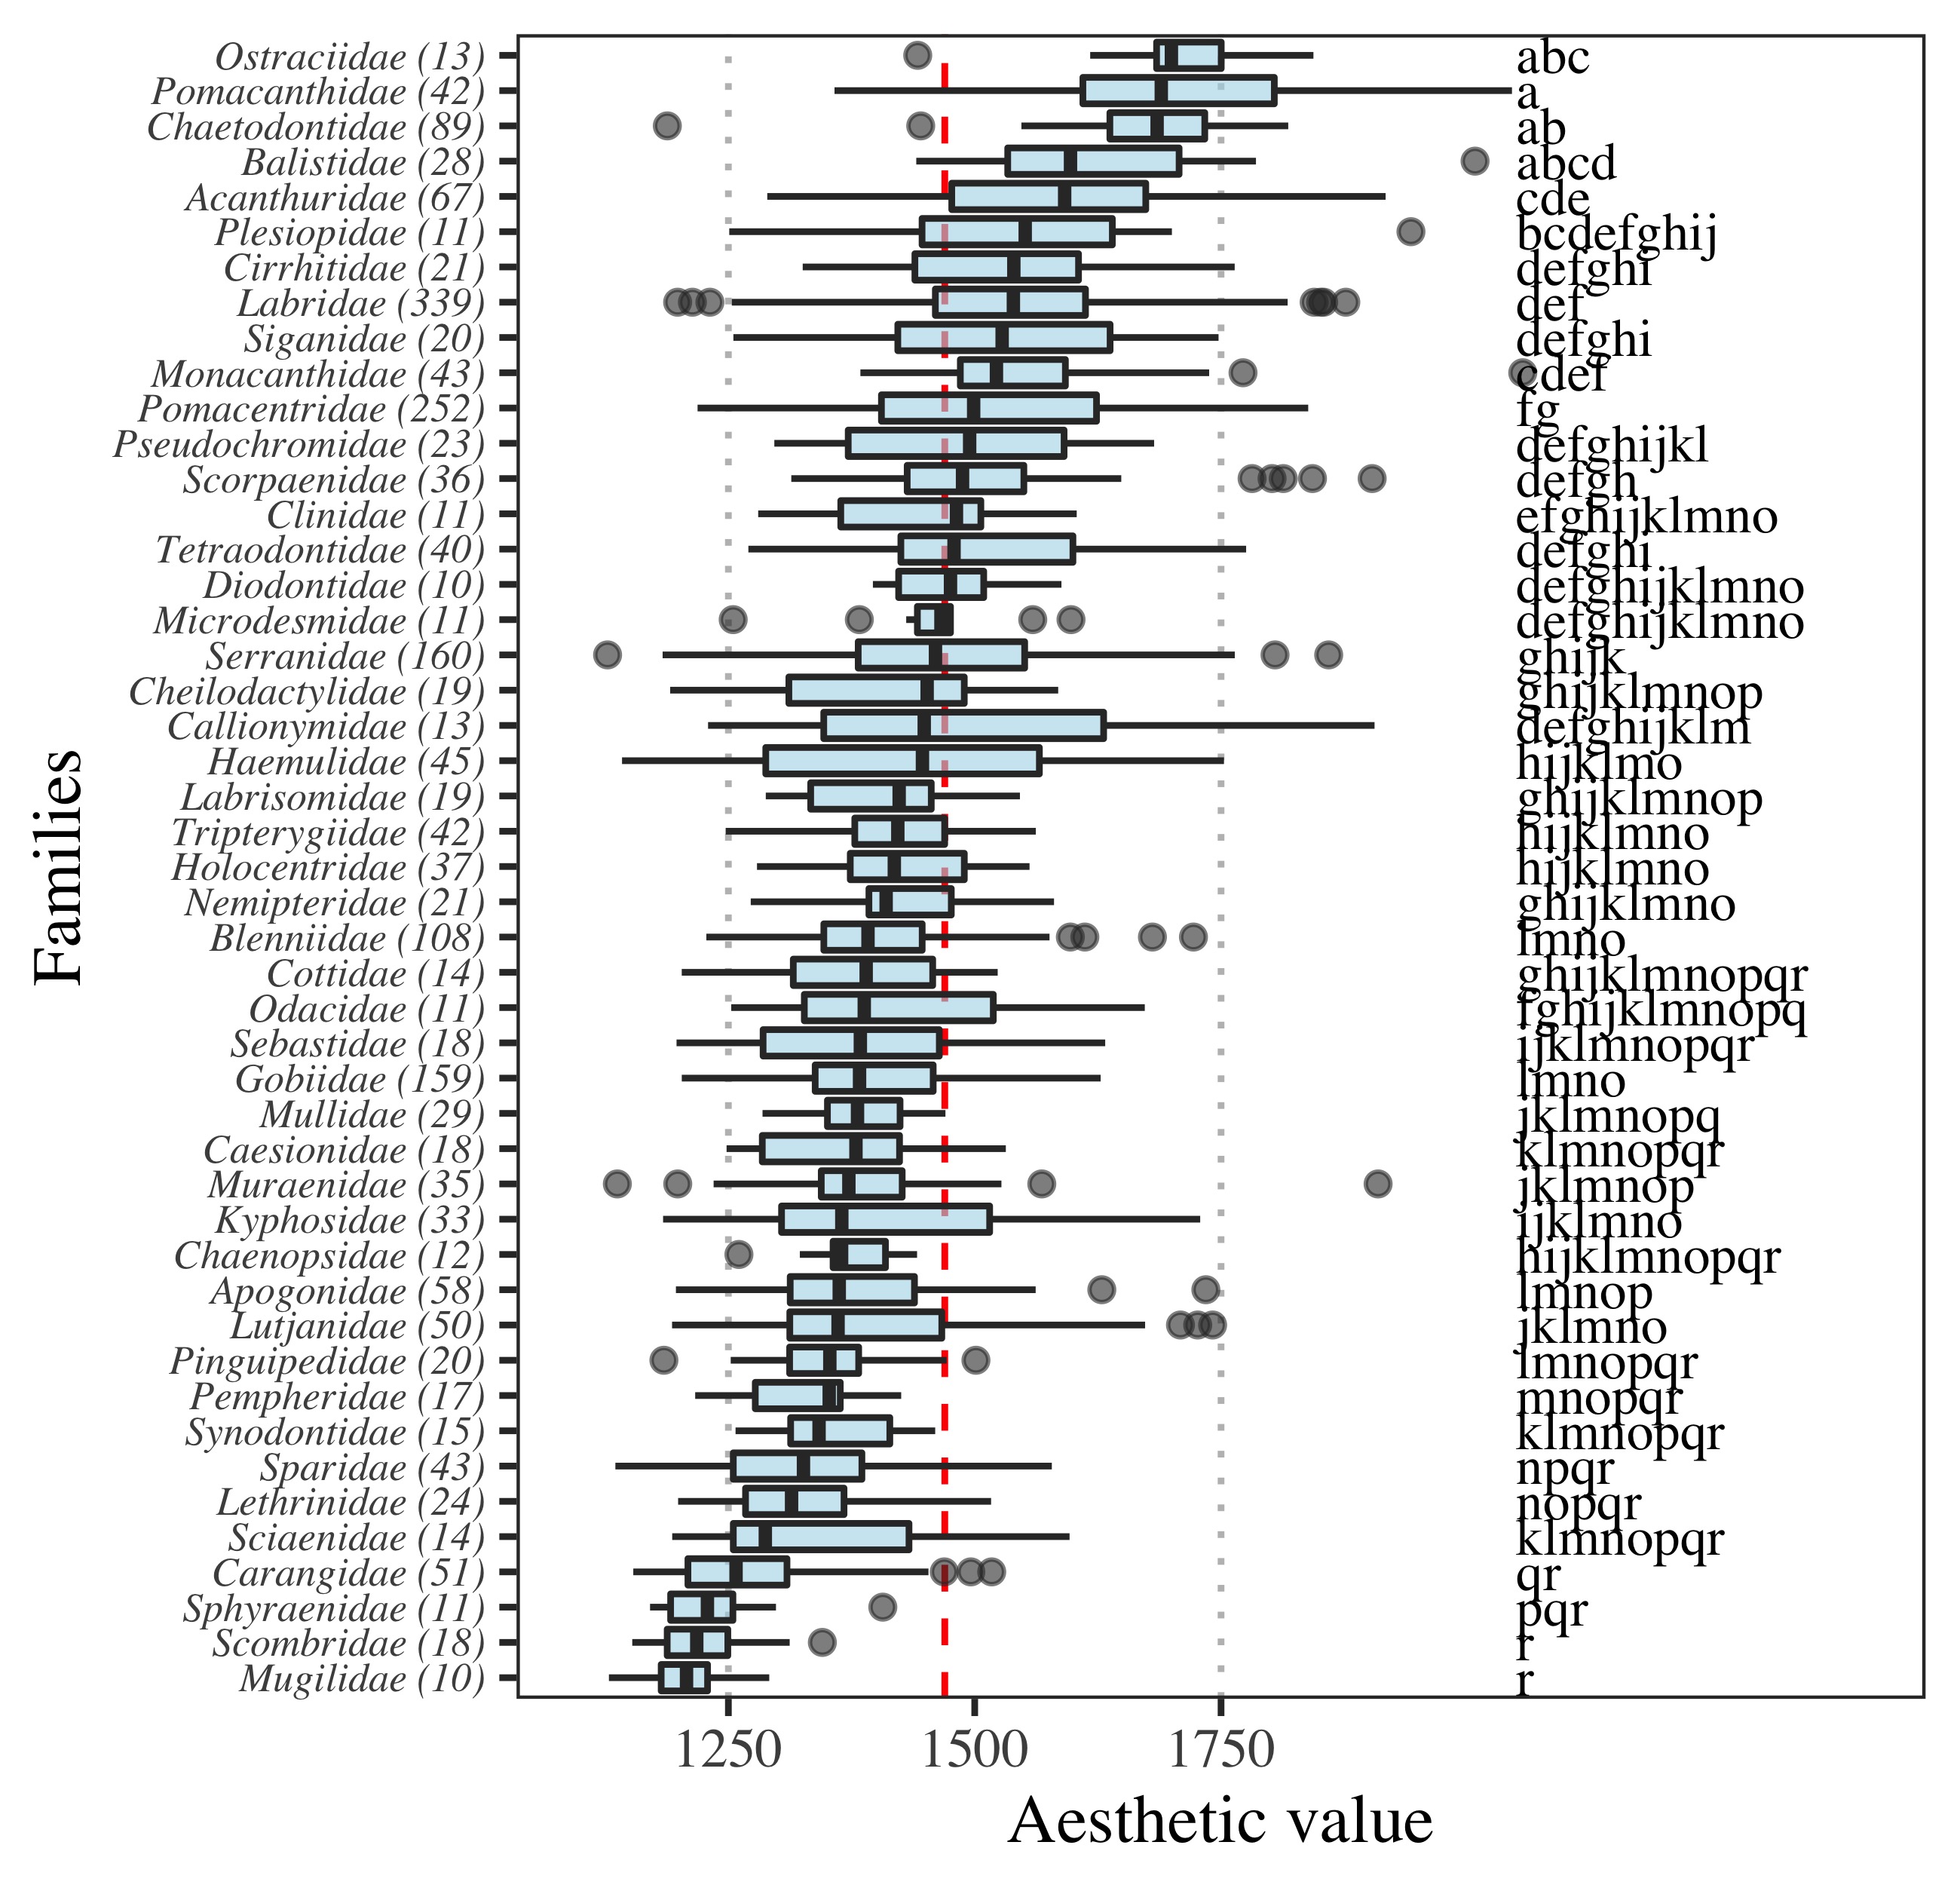 Families
Ostraciidae (13) abc
Pomacanthidae (42) a
Chaetodontidae (89) ab
Balistidae (28) abcd
Acanthuridae (67) cde
Plesiopidae (11) bcdefghij
Cirrhitidae (21) defghi
Labridae (339) def
Siganidae (20) defghi
Monacanthidae (43) cdef
Pomacentridae (252) fg
Pseudochromidae (23) defghijkl
Scorpaenidae (36) defgh
Clinidae (11) efghijklmno
Tetraodontidae (40) defghi
Diodontidae (10) defghijklmno
Microdesmidae (11) defghijklmno
Serranidae (160) ghijk
Cheilodactylidae (19) ghijklmnop
Callionymidae (13) defghijklm
Haemulidae (45) hijklmo
Labrisomidae (19) ghijklmnop
Tripterygiidae (42) hijklmno
Holocentridae (37) hijklmno
Nemipteridae (21) ghijklmno
Blenniidae (108) lmno
Cottidae (14) ghijklmnopqr
Odacidae (11) fghijklmnopq
Sebastidae (18) ijklmnopqr
Gobiidae (159) lmno
Mullidae (29) jklmnopq
Caesionidae (18) klmnopqr
Muraenidae (35) jklmnop
Kyphosidae (33) ijklmno
Chaenopsidae (12) hijklmnopqr
Apogonidae (58) lmnop
Lutjanidae (50) jklmno
Pinguipedidae (20) lmnopqr
Pempheridae (17) mnopqr
Synodontidae (15) klmnopqr
Sparidae (43) npqr
Lethrinidae (24) nopqr
Sciaenidae (14) klmnopqr
Carangidae (51) qr
Sphyraenidae (11) pqr
Scombridae (18) r
Mugilidae (10) r
1250 1500 1750
Aesthetic value